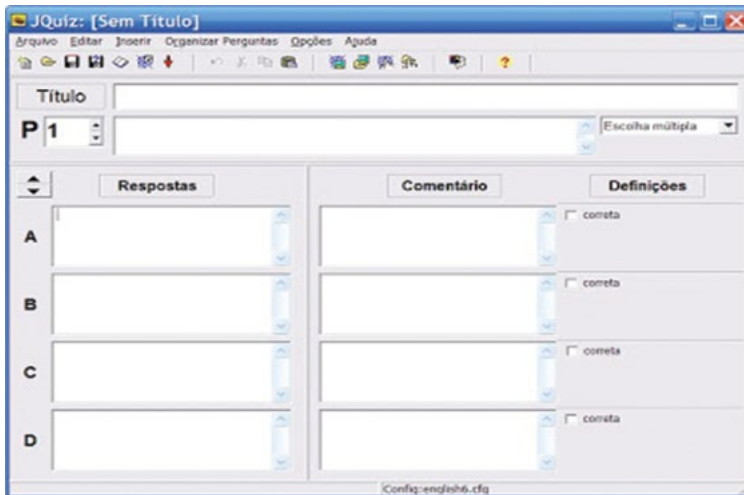 JQuiz: [Sem Título]
Arquivo Editar Inserir Organizar Perguntas Opções Ajuda
Título
P 1 Escolha múltipla
Respostas Comentário Definições
A correta
B correta
C correta
D correta
Config:english6.cfg